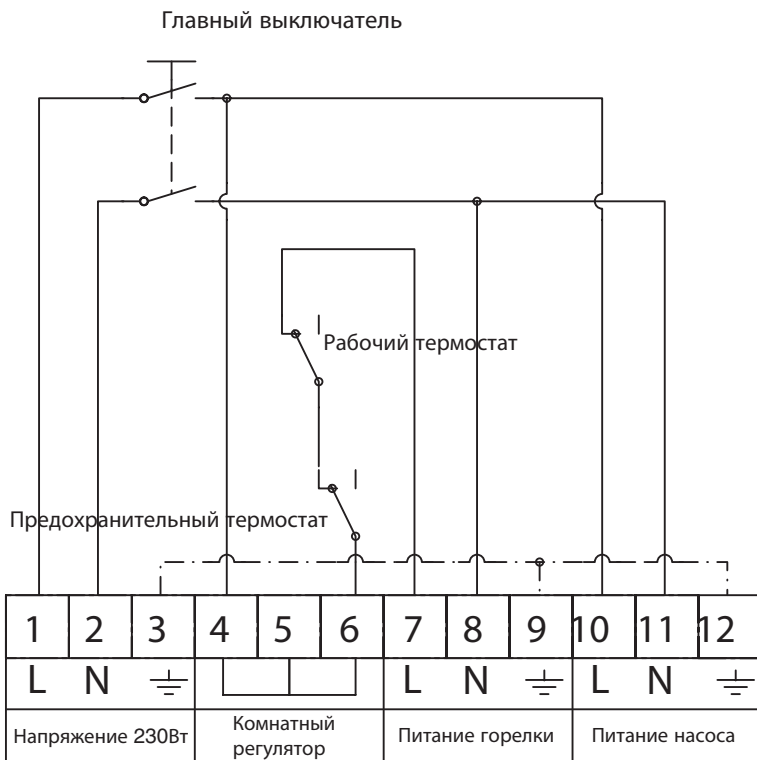 Главный выключатель
Рабочий термостат
Предохранительный термостат
1 2 3 4 5 6 7 8 9 10 11 12
L N L N L N
Напряжение 230Вт
Комнатный
регулятор
Питание горелки
Питание насоса